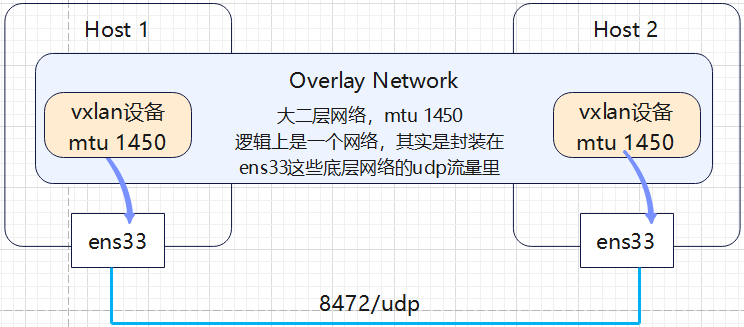 Host 1
Host 2
Overlay Network
vxlan设备
mtu 1450
大二层网络，mtu 1450
逻辑上是一个网络，其实是封装在
ens33这些底层网络的udp流量里
vxlan设备
mtu 1450
ens33
ens33
8472/udp